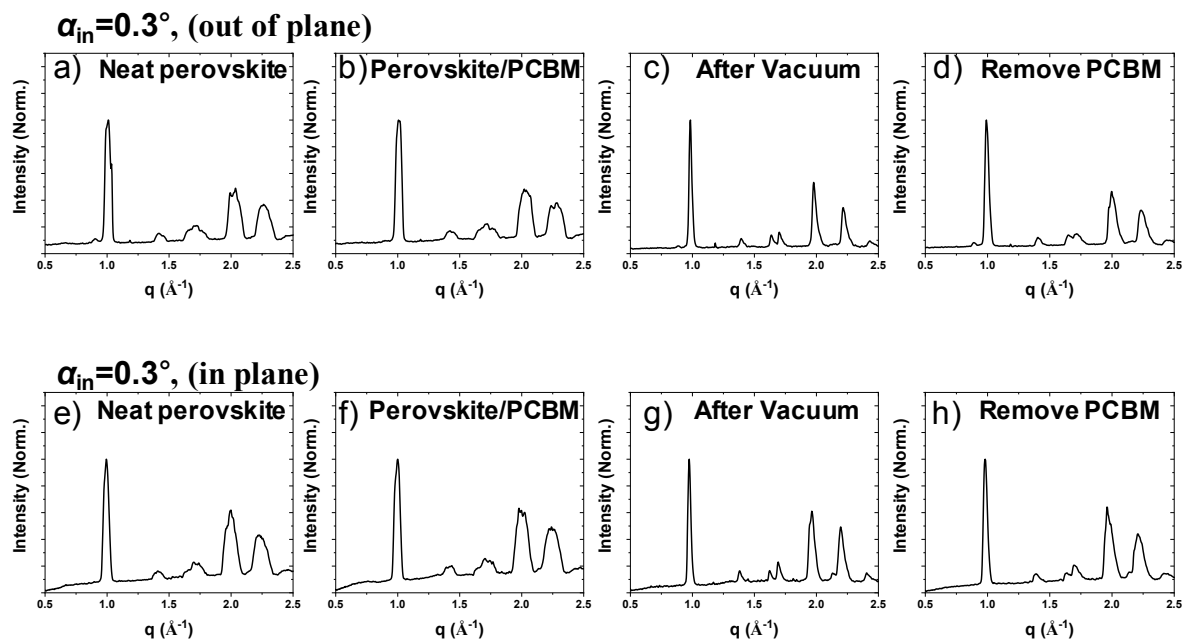 α_in=0.3°, (out of plane)
a) Neat perovskite
b) Perovskite/PCBM
c) After Vacuum
d) Remove PCBM
Intensity (Norm.)
Intensity (Norm.)
Intensity (Norm.)
Intensity (Norm.)
0.5 1.0 1.5 2.0 2.5
0.5 1.0 1.5 2.0 2.5
0.5 1.0 1.5 2.0 2.5
0.5 1.0 1.5 2.0 2.5
q (Å⁻¹)
q (Å⁻¹)
q (Å⁻¹)
q (Å⁻¹)
α_in=0.3°, (in plane)
e) Neat perovskite
f) Perovskite/PCBM
g) After Vacuum
h) Remove PCBM
Intensity (Norm.)
Intensity (Norm.)
Intensity (Norm.)
Intensity (Norm.)
0.5 1.0 1.5 2.0 2.5
0.5 1.0 1.5 2.0 2.5
0.5 1.0 1.5 2.0 2.5
0.5 1.0 1.5 2.0 2.5
q (Å⁻¹)
q (Å⁻¹)
q (Å⁻¹)
q (Å⁻¹)